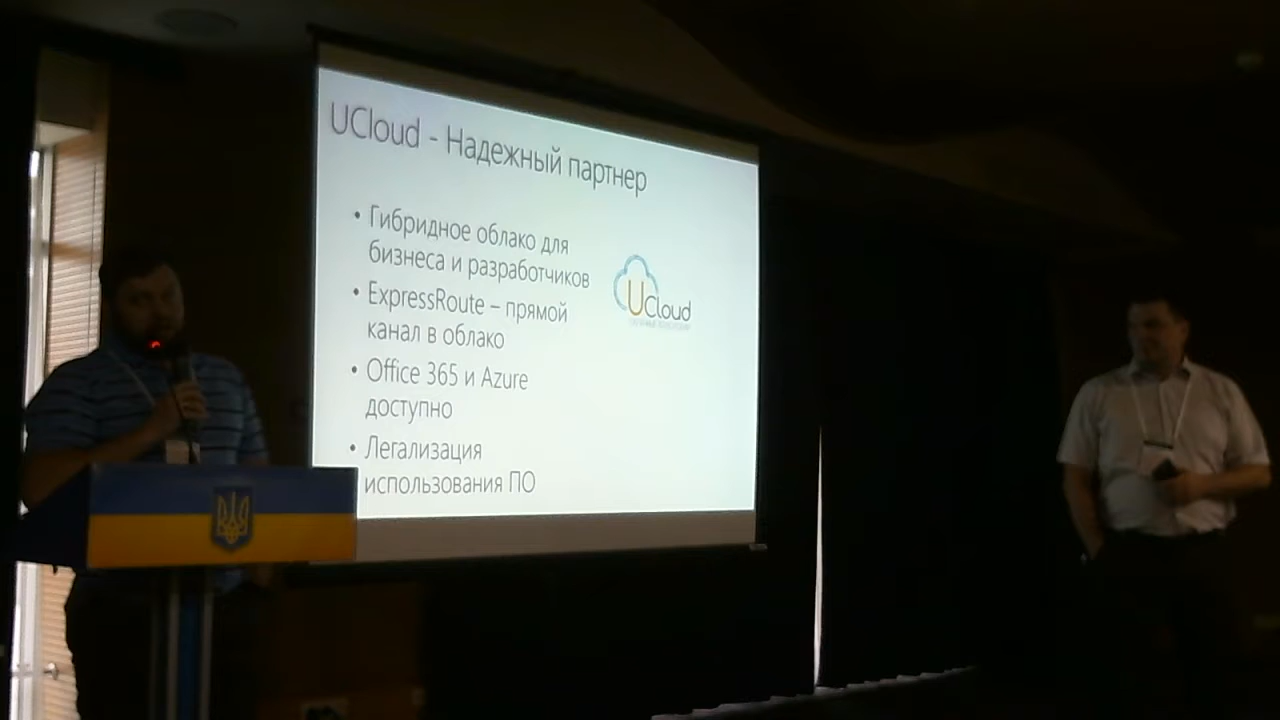 UCloud - Надежный партнер
• Гибридное облако для
бизнеса и разработчиков
• ExpressRoute – прямой
канал в облако
• Office 365 и Azure
доступно
• Легализация
использования ПО
UCloud